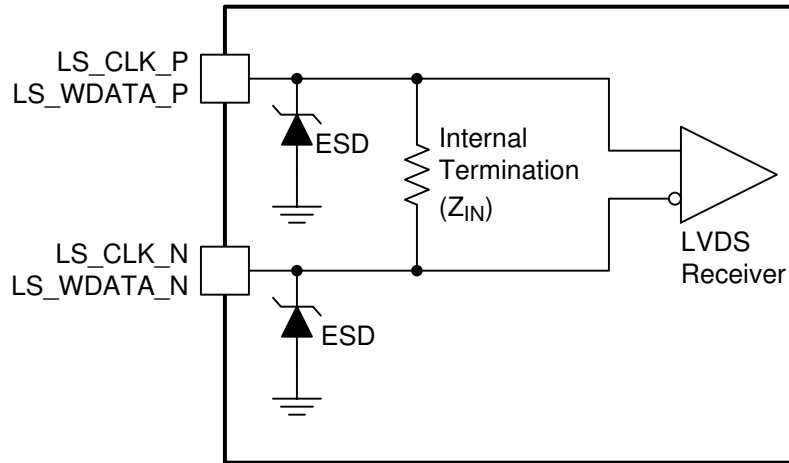 LS_CLK_P
LS_WDATA_P
ESD
Internal
Termination
(Z_IN)
LS_CLK_N
LS_WDATA_N
ESD
LVDS
Receiver